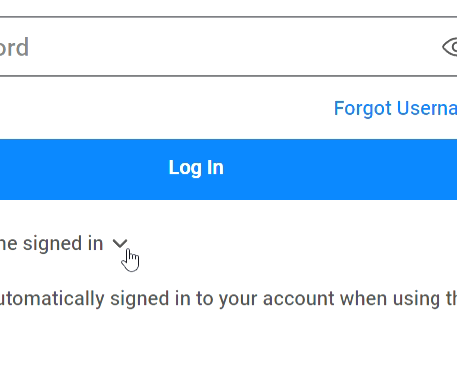 ord
Forgot Userna
Log In
ne signed in
utomatically signed in to your account when using th